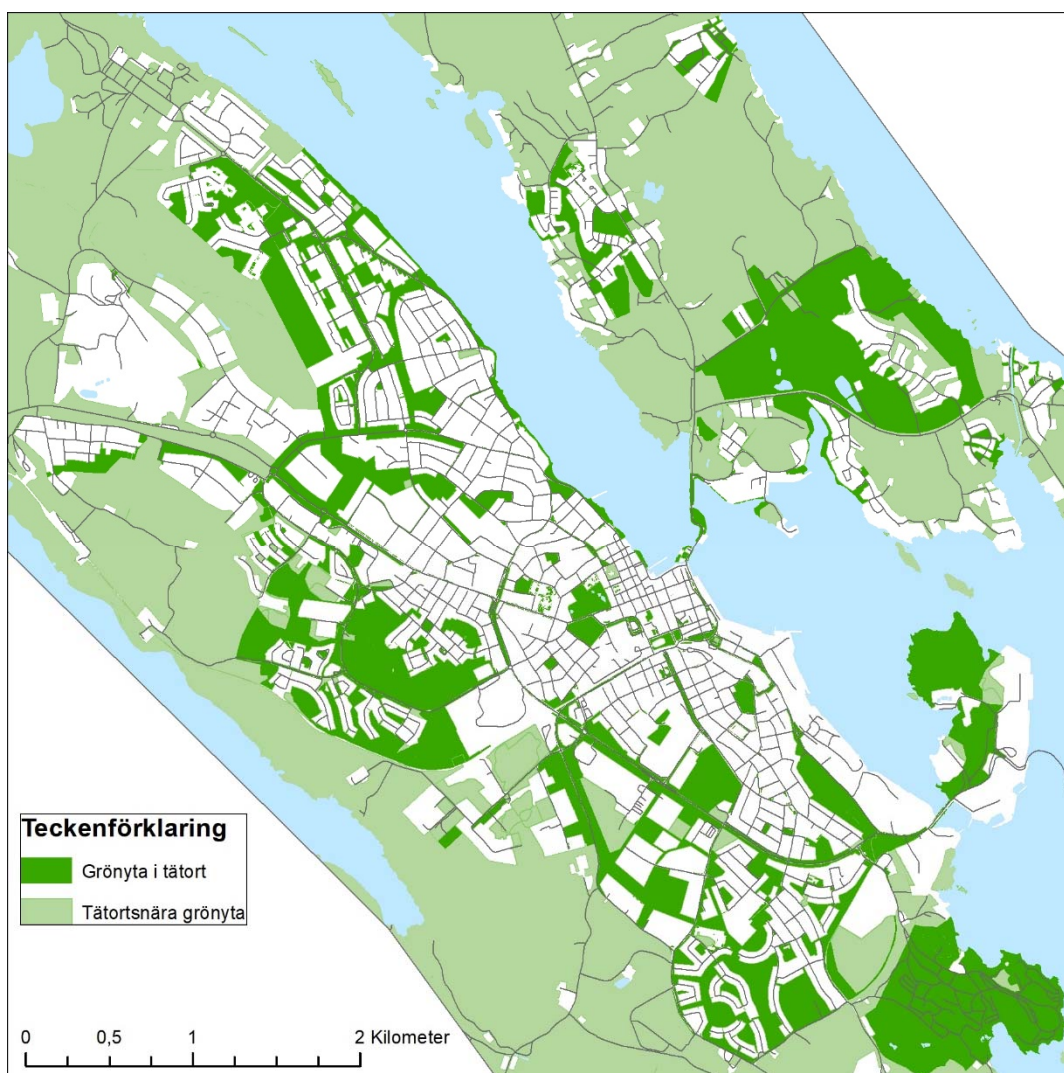 Teckenförklaring
Grönyta i tätort
Tätortsnära grönyta
0 0,5 1 2 Kilometer